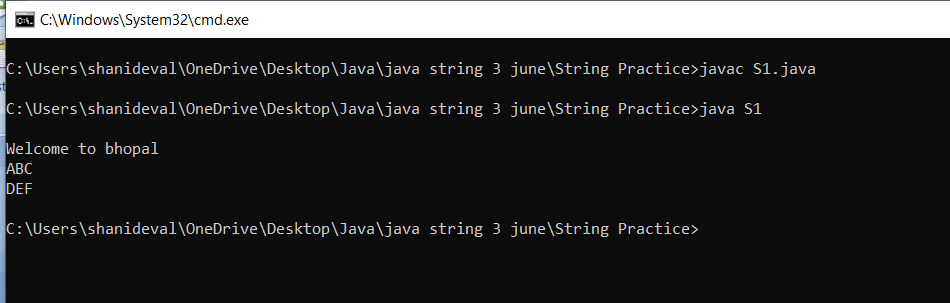 C:\Windows\System32\cmd.exe
C:\Users\shanideval\OneDrive\Desktop\Java\java string 3 june\String Practice>javac S1.java
C:\Users\shanideval\OneDrive\Desktop\Java\java string 3 june\String Practice>java S1
Welcome to bhopal
ABC
DEF
C:\Users\shanideval\OneDrive\Desktop\Java\java string 3 june\String Practice>